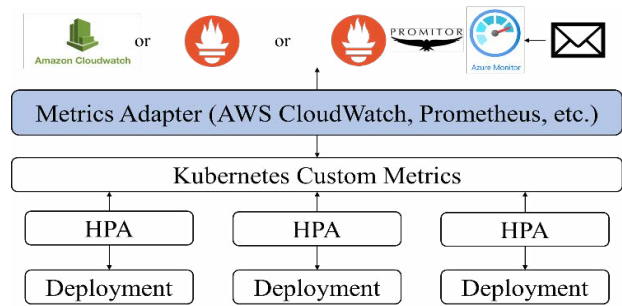 Amazon Cloudwatch
or
or
PROMITOR
Azure Monitor
Metrics Adapter (AWS CloudWatch, Prometheus, etc.)
Kubernetes Custom Metrics
HPA
HPA
HPA
Deployment
Deployment
Deployment